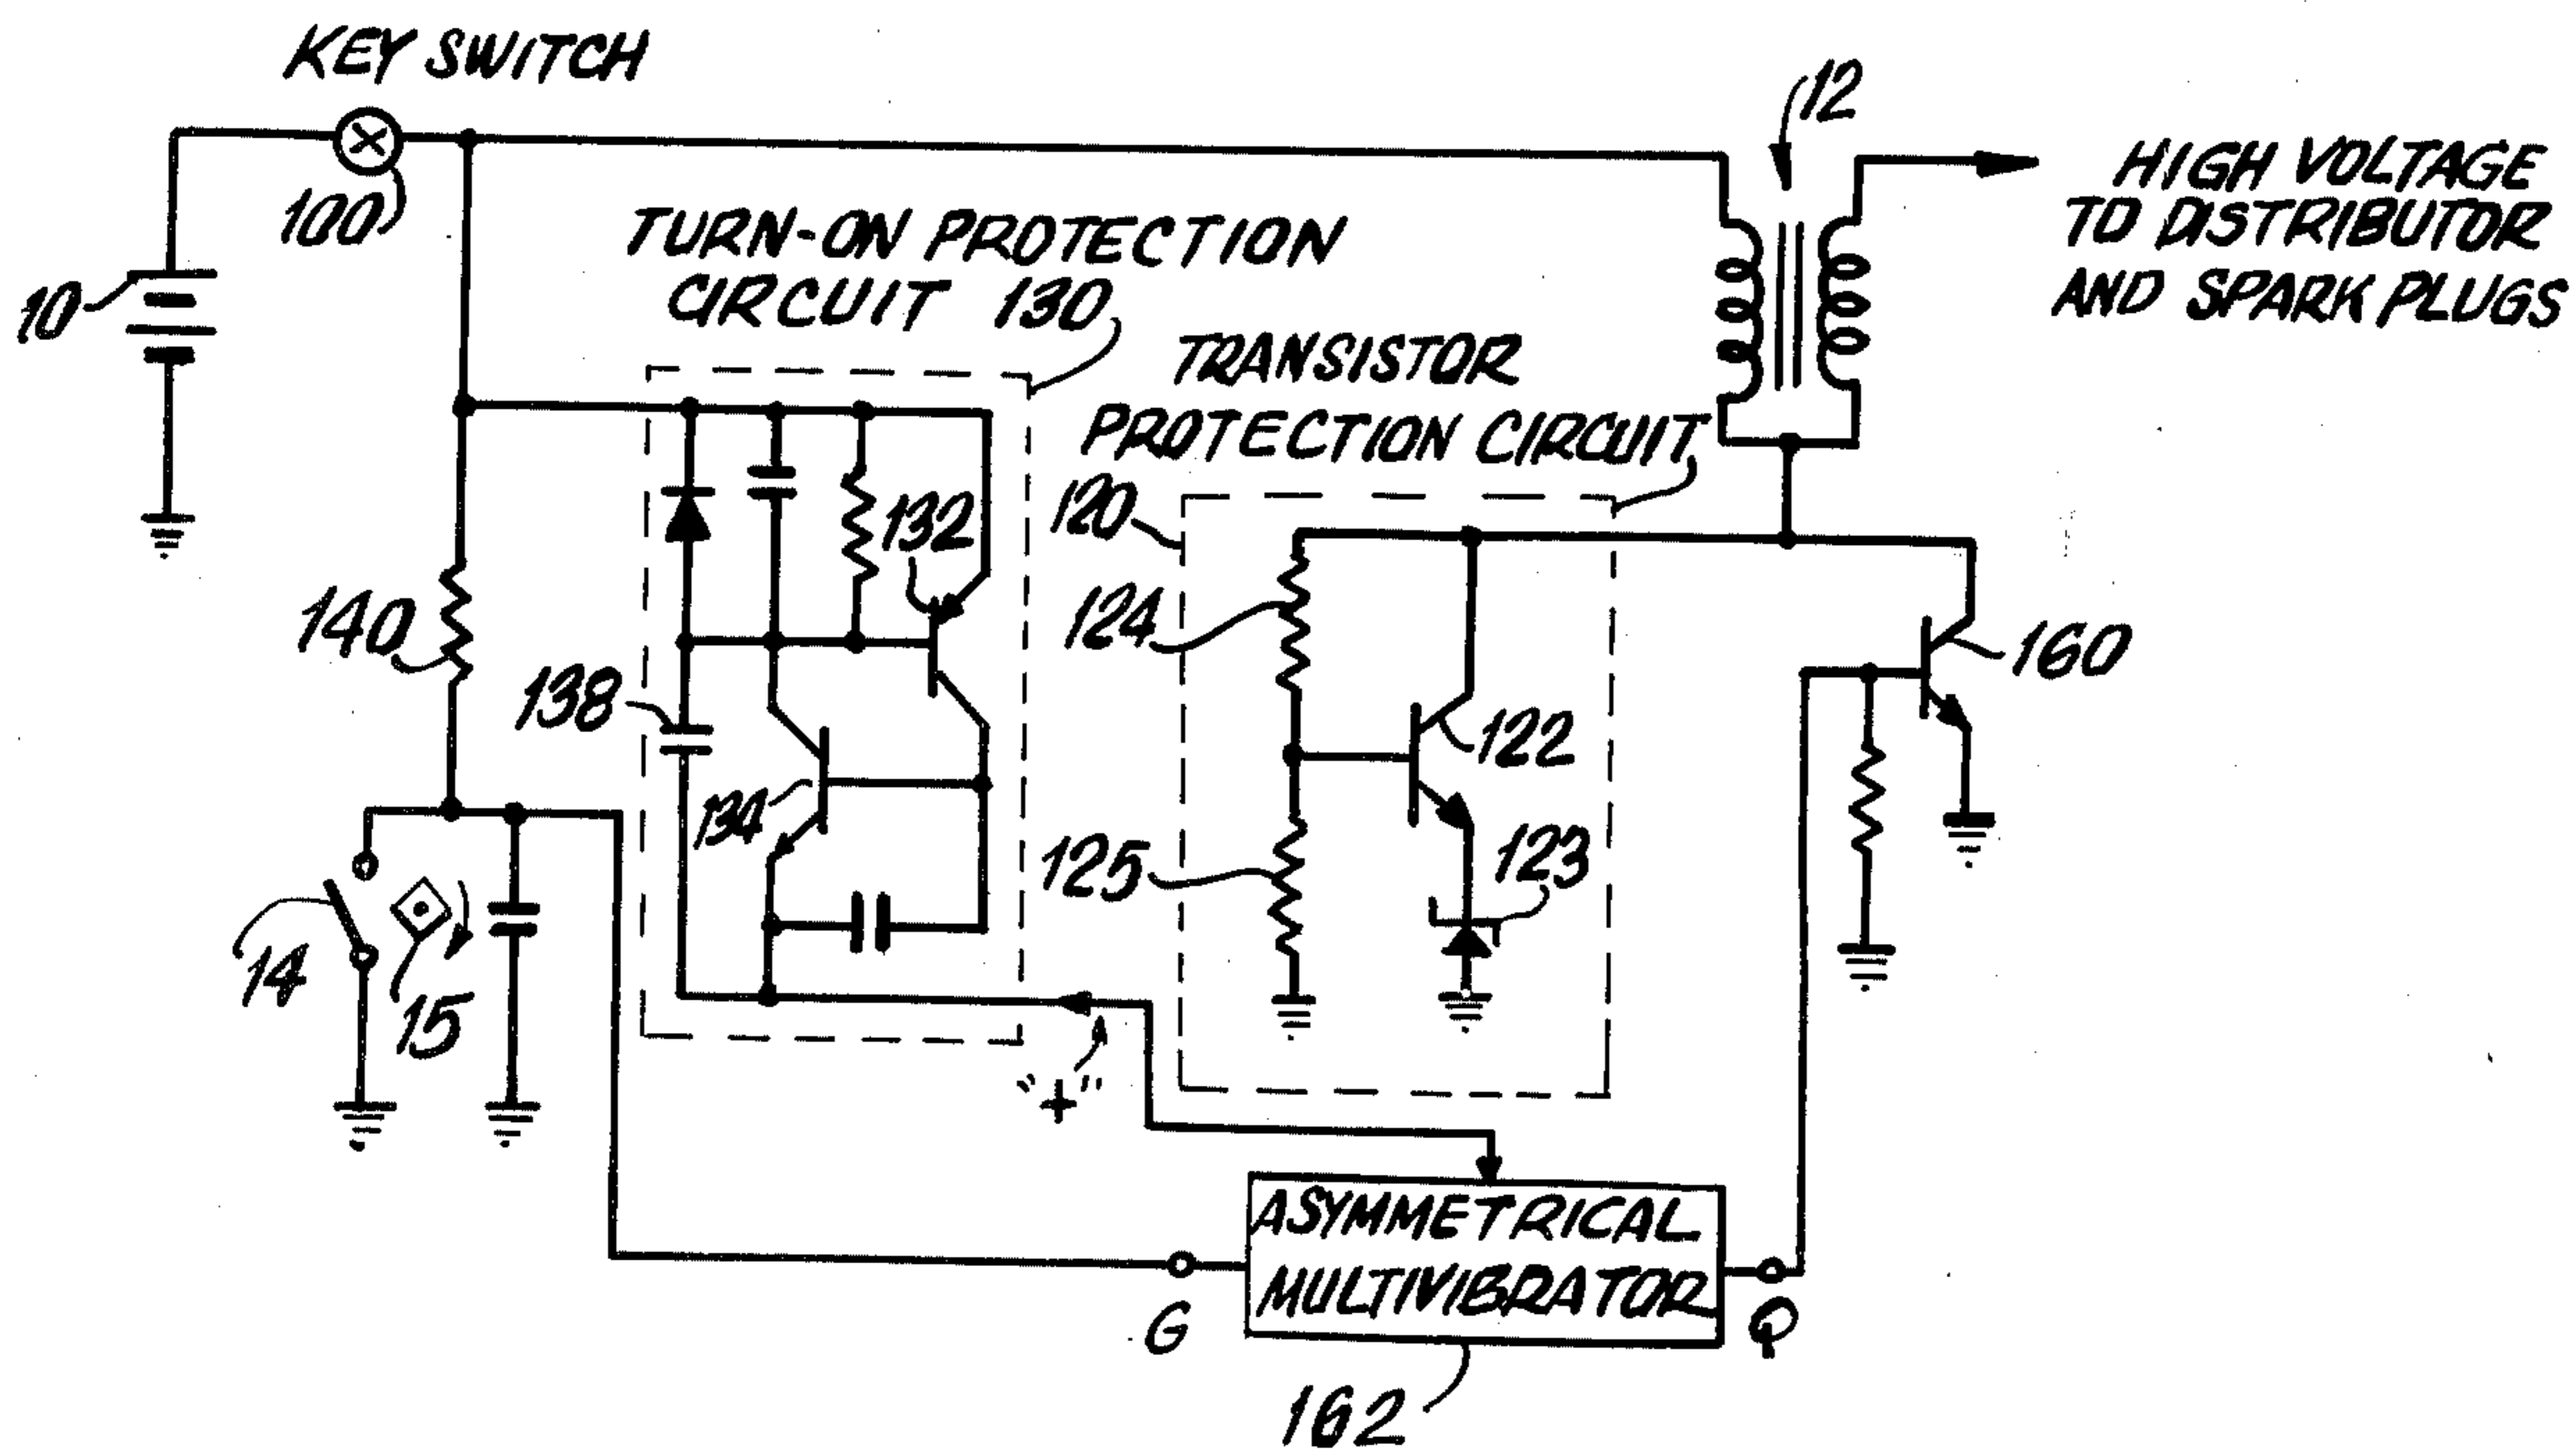 KEY SWITCH
12
HIGH VOLTAGE
TO DISTRIBUTOR
AND SPARK PLUGS
100
TURN-ON PROTECTION
CIRCUIT 130
10
TRANSISTOR
PROTECTION CIRCUIT
120
132
140
124
160
138
122
134
123
125
14
15
"+"
ASYMMETRICAL
MULTIVIBRATOR
G
Q
162